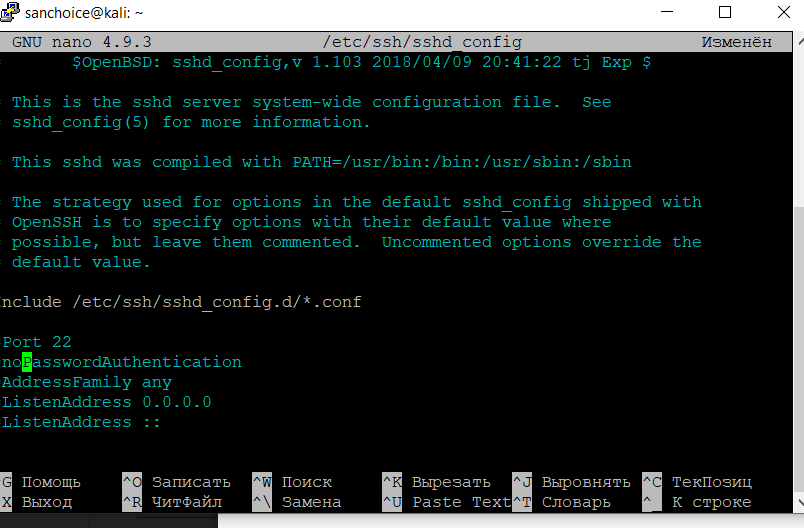 sanchoice@kali: ~
GNU nano 4.9.3 /etc/ssh/sshd_config Изменён
$OpenBSD: sshd_config,v 1.103 2018/04/09 20:41:22 tj Exp $
This is the sshd server system-wide configuration file. See
sshd_config(5) for more information.
This sshd was compiled with PATH=/usr/bin:/bin:/usr/sbin:/sbin
The strategy used for options in the default sshd_config shipped with
OpenSSH is to specify options with their default value where
possible, but leave them commented. Uncommented options override the
default value.
Include /etc/ssh/sshd_config.d/*.conf
#Port 22
#noPasswordAuthentication
#AddressFamily any
#ListenAddress 0.0.0.0
#ListenAddress ::
^G Помощь ^O Записать ^W Поиск ^K Вырезать ^J Выровнять ^C ТекПозиц
^X Выход ^R ЧитФайл ^\ Замена ^U Paste Text ^T Словарь ^_ К строке